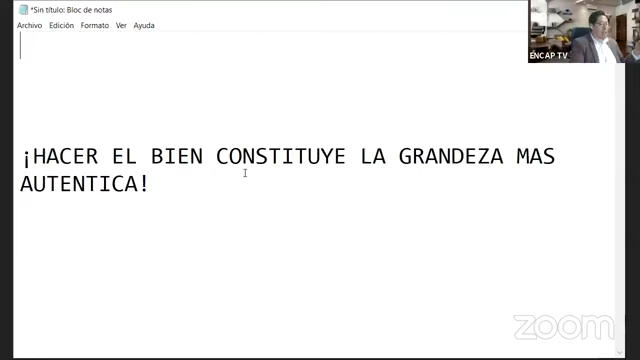 *Sin título: Bloc de notas
Archivo Edición Formato Ver Ayuda
ENCAP TV
¡HACER EL BIEN CONSTITUYE LA GRANDEZA MAS
AUTENTICA!
zoom